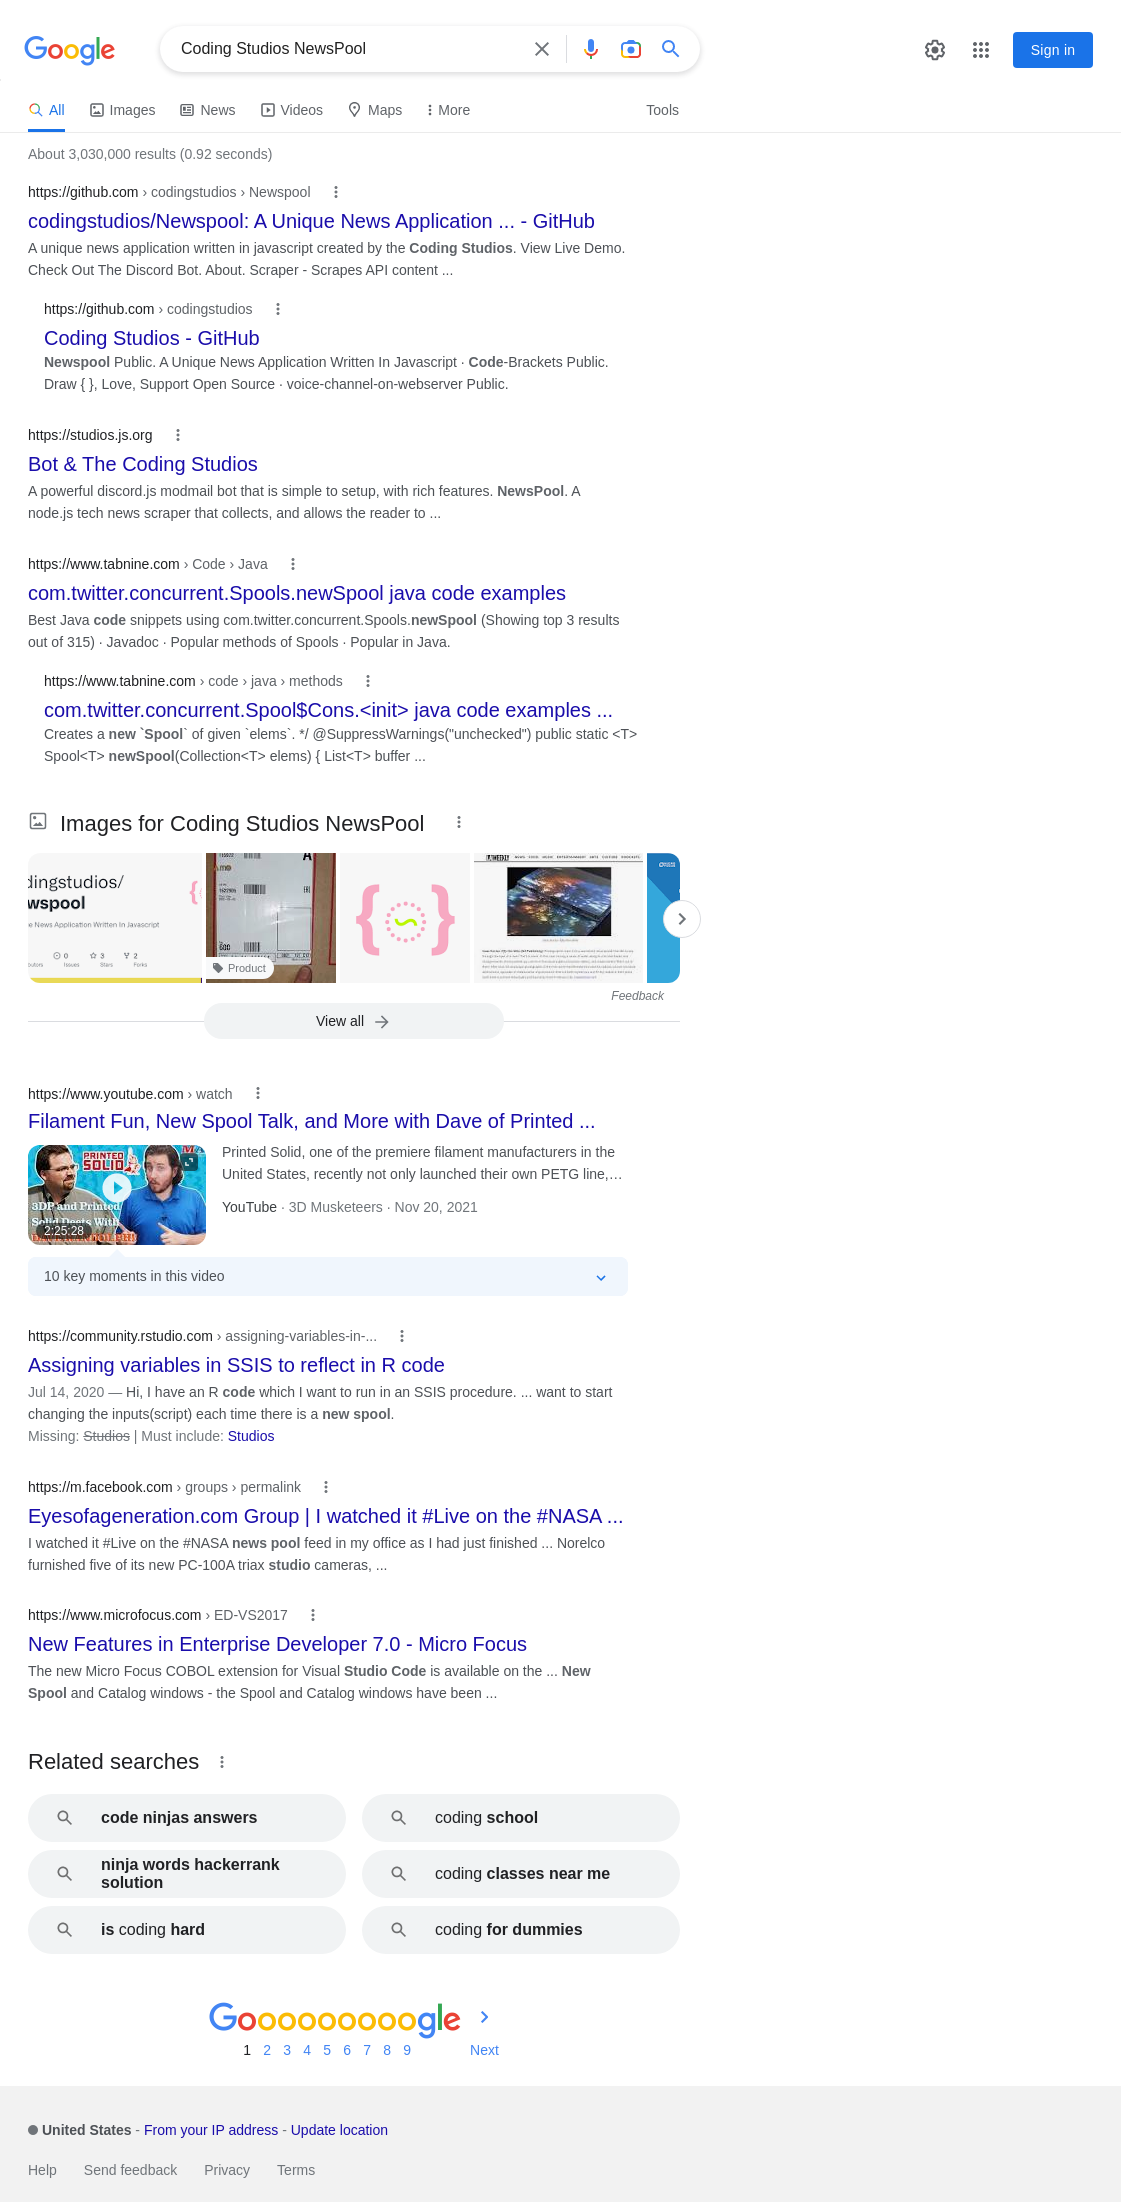 Google
Coding Studios NewsPool
Sign in
All
Images
News
Videos
Maps
More
Tools
About 3,030,000 results (0.92 seconds)
https://github.com › codingstudios › Newspool
codingstudios/Newspool: A Unique News Application ... - GitHub
A unique news application written in javascript created by the Coding Studios. View Live Demo.
Check Out The Discord Bot. About. Scraper - Scrapes API content ...
https://github.com › codingstudios
Coding Studios - GitHub
Newspool Public. A Unique News Application Written In Javascript · Code-Brackets Public.
Draw { }, Love, Support Open Source · voice-channel-on-webserver Public.
https://studios.js.org
Bot & The Coding Studios
A powerful discord.js modmail bot that is simple to setup, with rich features. NewsPool. A
node.js tech news scraper that collects, and allows the reader to ...
https://www.tabnine.com › Code › Java
com.twitter.concurrent.Spools.newSpool java code examples
Best Java code snippets using com.twitter.concurrent.Spools.newSpool (Showing top 3 results
out of 315) · Javadoc · Popular methods of Spools · Popular in Java.
https://www.tabnine.com › code › java › methods
com.twitter.concurrent.Spool$Cons.<init> java code examples ...
Creates a new `Spool` of given `elems`. */ @SuppressWarnings("unchecked") public static <T>
Spool<T> newSpool(Collection<T> elems) { List<T> buffer ...
Images for Coding Studios NewsPool
dingstudios/
wspool
e News Application Written In Javascript
0
Issues
3
Stars
2
Forks
Product
WEEKLY
Feedback
View all
https://www.youtube.com › watch
Filament Fun, New Spool Talk, and More with Dave of Printed ...
PRINTED
SOLID
3DP and Printed
Solid Deets With
2:25:28
Printed Solid, one of the premiere filament manufacturers in the
United States, recently not only launched their own PETG line,…
YouTube · 3D Musketeers · Nov 20, 2021
10 key moments in this video
https://community.rstudio.com › assigning-variables-in-...
Assigning variables in SSIS to reflect in R code
Jul 14, 2020 — Hi, I have an R code which I want to run in an SSIS procedure. ... want to start
changing the inputs(script) each time there is a new spool.
Missing: Studios | Must include: Studios
https://m.facebook.com › groups › permalink
Eyesofageneration.com Group | I watched it #Live on the #NASA ...
I watched it #Live on the #NASA news pool feed in my office as I had just finished ... Norelco
furnished five of its new PC-100A triax studio cameras, ...
https://www.microfocus.com › ED-VS2017
New Features in Enterprise Developer 7.0 - Micro Focus
The new Micro Focus COBOL extension for Visual Studio Code is available on the ... New
Spool and Catalog windows - the Spool and Catalog windows have been ...
Related searches
code ninjas answers
coding school
ninja words hackerrank
solution
coding classes near me
is coding hard
coding for dummies
Gooooooooogle
1 2 3 4 5 6 7 8 9 Next
United States - From your IP address - Update location
Help Send feedback Privacy Terms